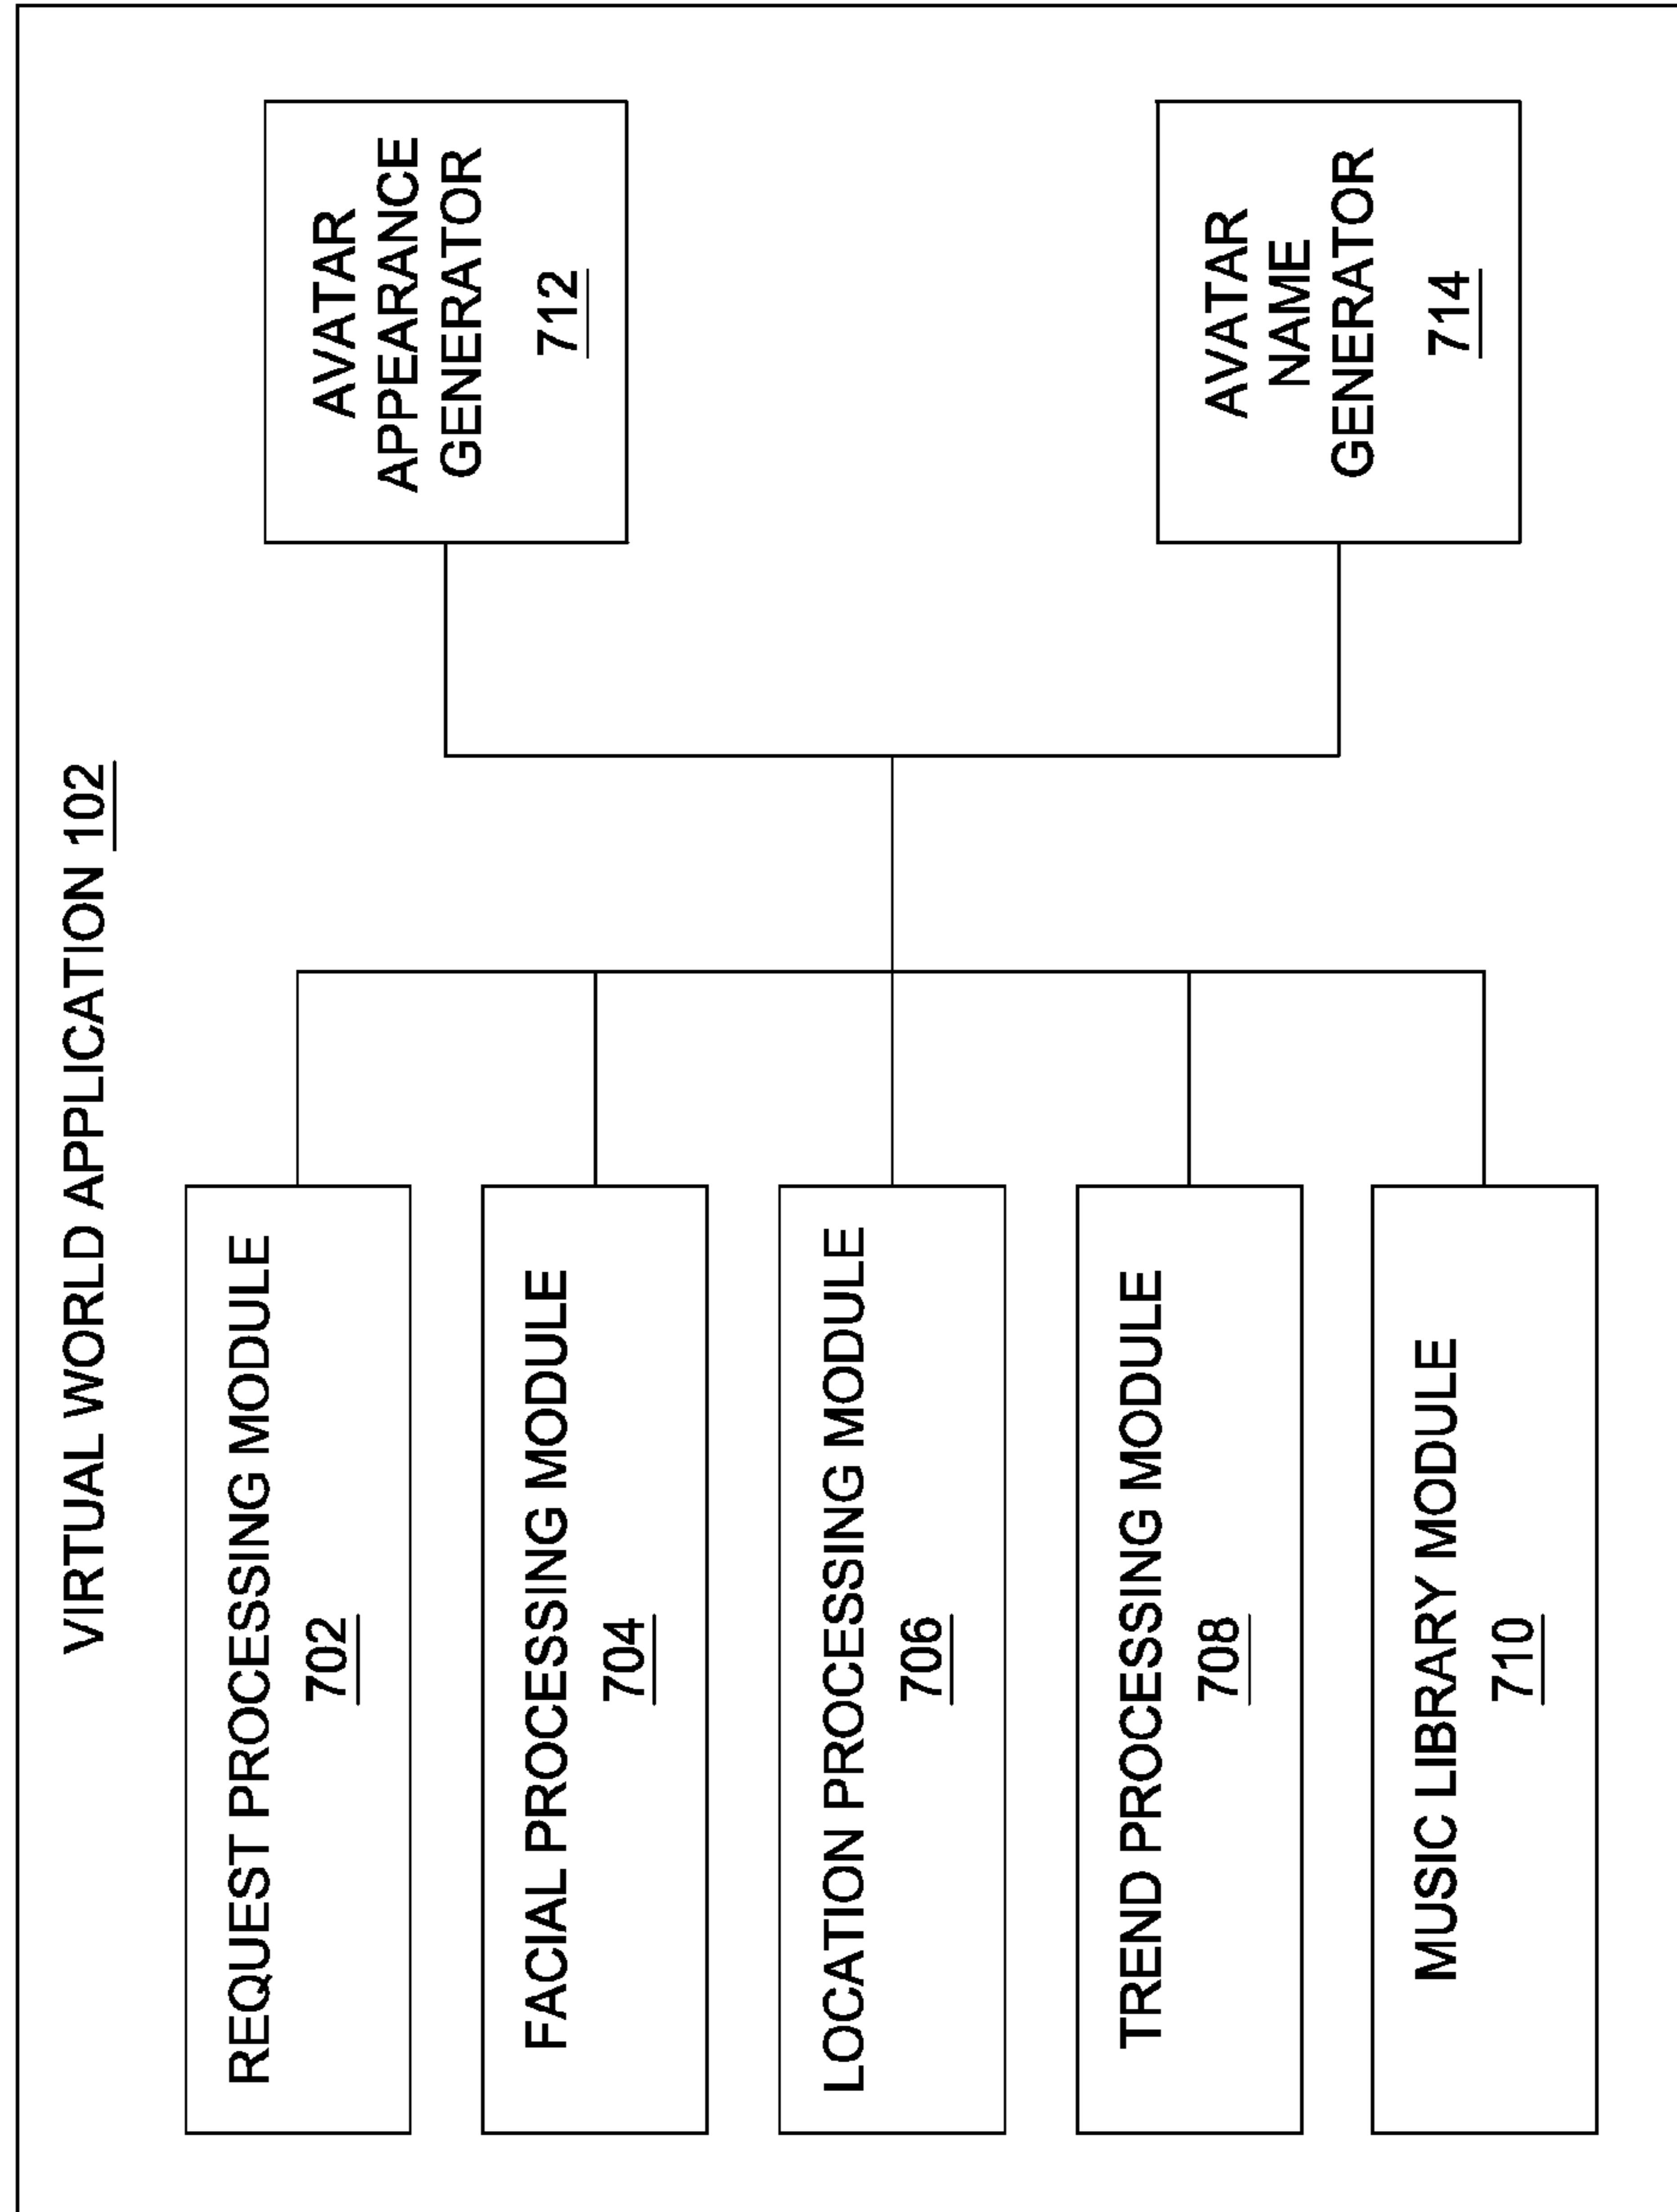 VIRTUAL WORLD APPLICATION 102
REQUEST PROCESSING MODULE
702
FACIAL PROCESSING MODULE
704
LOCATION PROCESSING MODULE
706
TREND PROCESSING MODULE
708
MUSIC LIBRARY MODULE
710
AVATAR
APPEARANCE
GENERATOR
712
AVATAR
NAME
GENERATOR
714